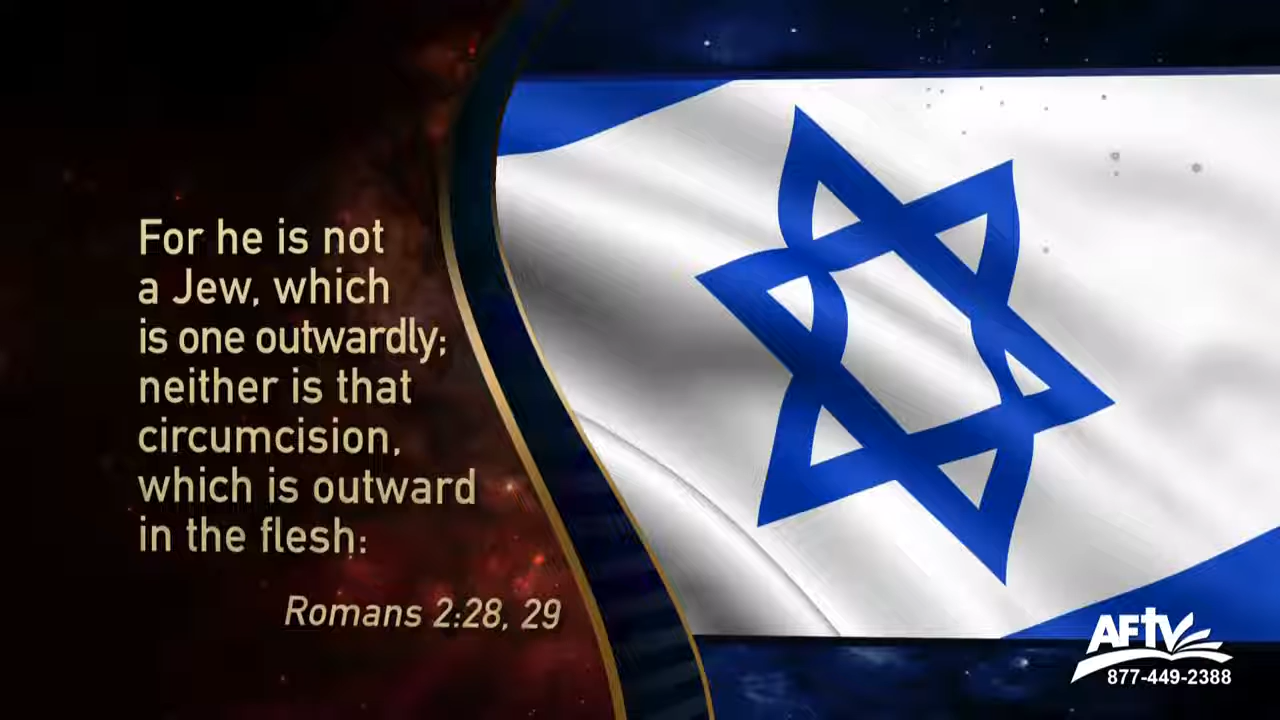 For he is not
a Jew, which
is one outwardly;
neither is that
circumcision,
which is outward
in the flesh:
Romans 2:28, 29
AFtv
877-449-2388